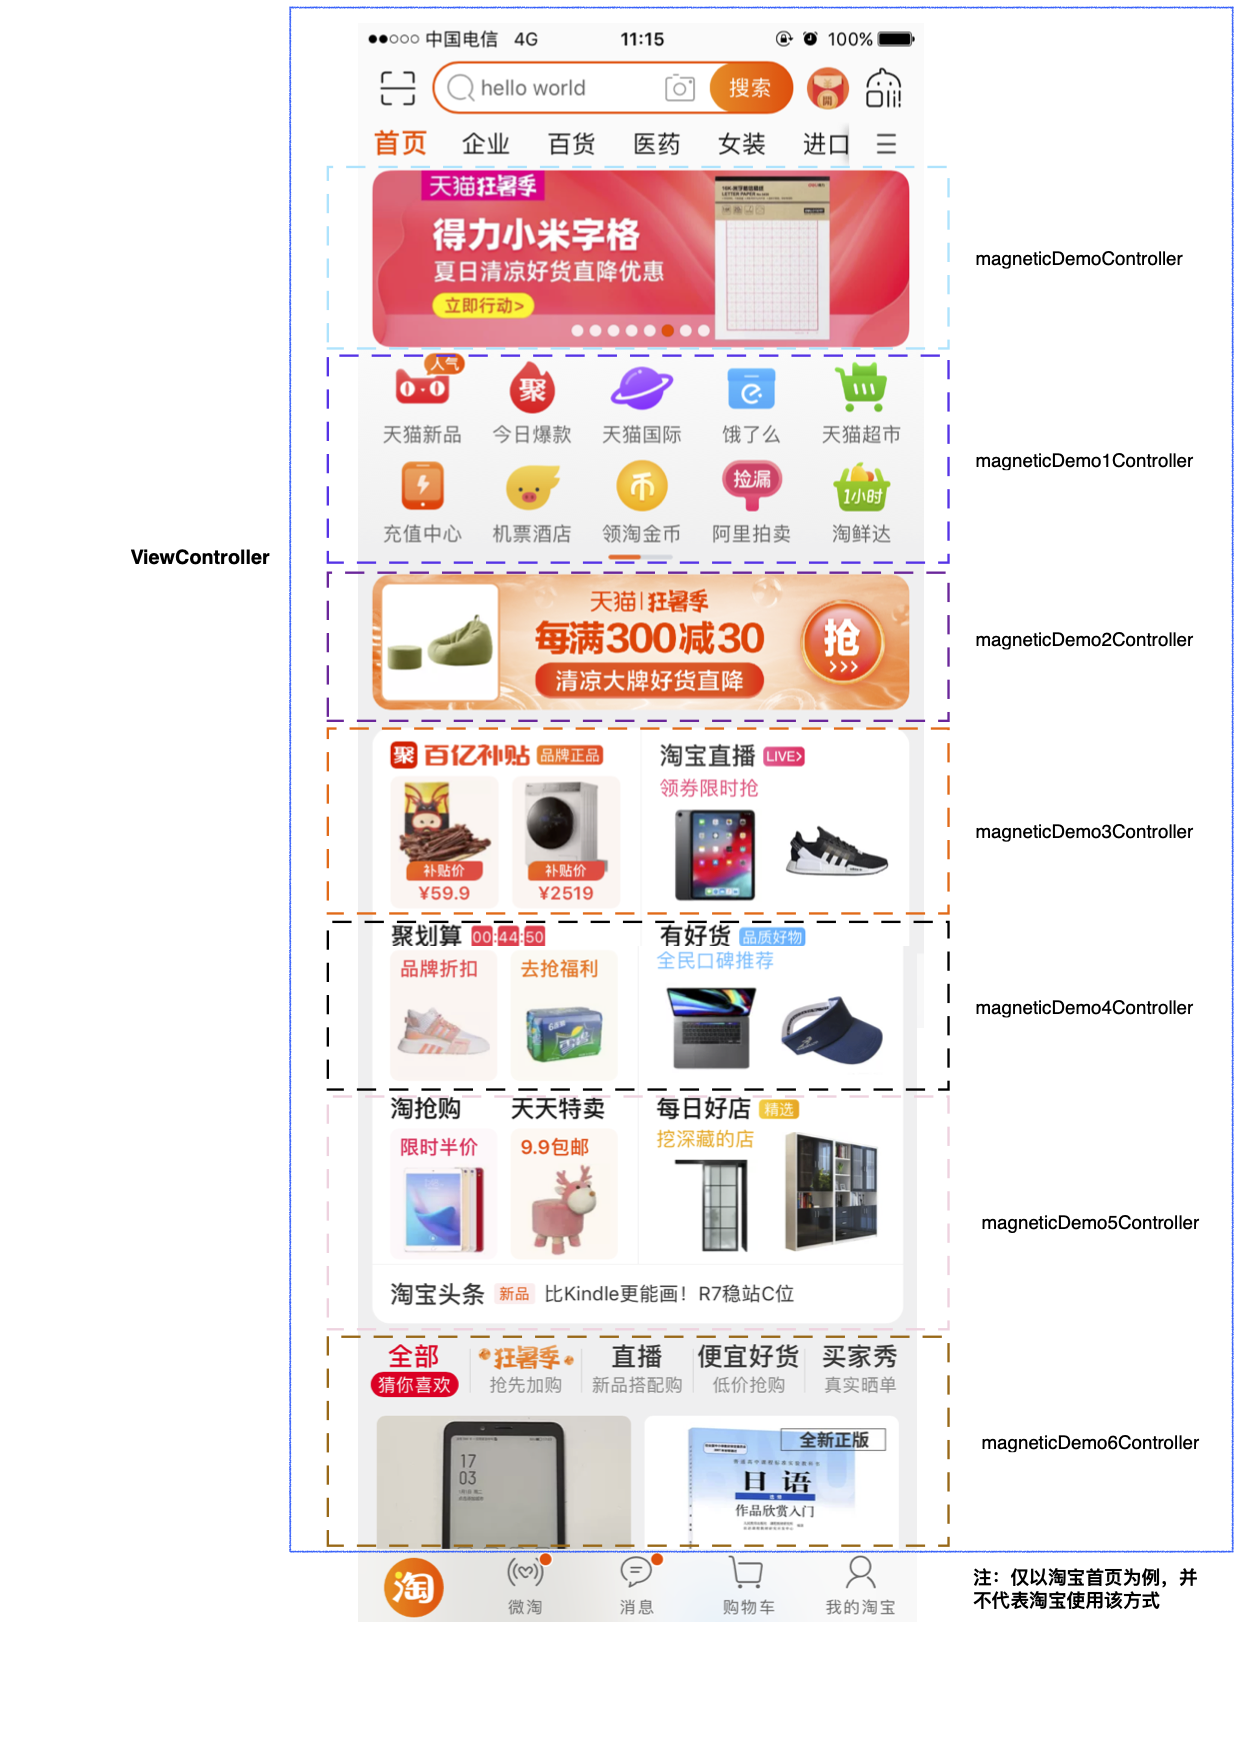 中国电信 4G 11:15 100%
hello world 搜索 開
首页 企业 百货 医药 女装 进口
天猫狂暑季
得力小米字格
夏日清凉好货直降优惠
立即行动>
LETTER PAPER
magneticDemoController
人气
聚
天猫新品 今日爆款 天猫国际 饿了么 天猫超市
币 捡漏 1小时
充值中心 机票酒店 领淘金币 阿里拍卖 淘鲜达
magneticDemo1Controller
ViewController
天猫|狂暑季
每满300减30
清凉大牌好货直降
抢
>>>
magneticDemo2Controller
聚 百亿补贴 品牌正品 淘宝直播 LIVE>
领券限时抢
补贴价 补贴价
¥59.9 ¥2519
magneticDemo3Controller
聚划算 00:44:50 有好货 品质好物
品牌折扣 去抢福利 全民口碑推荐
magneticDemo4Controller
淘抢购 天天特卖 每日好店 精选
限时半价 9.9包邮 挖深藏的店
magneticDemo5Controller
淘宝头条 新品 比Kindle更能画！R7稳站C位
全部 狂暑季 直播 便宜好货 买家秀
猜你喜欢 抢先加购 新品搭配购 低价抢购 真实晒单
17
03
全新正版
日语
作品欣赏入门
magneticDemo6Controller
淘
微淘 消息 购物车 我的淘宝
注：仅以淘宝首页为例，并
不代表淘宝使用该方式